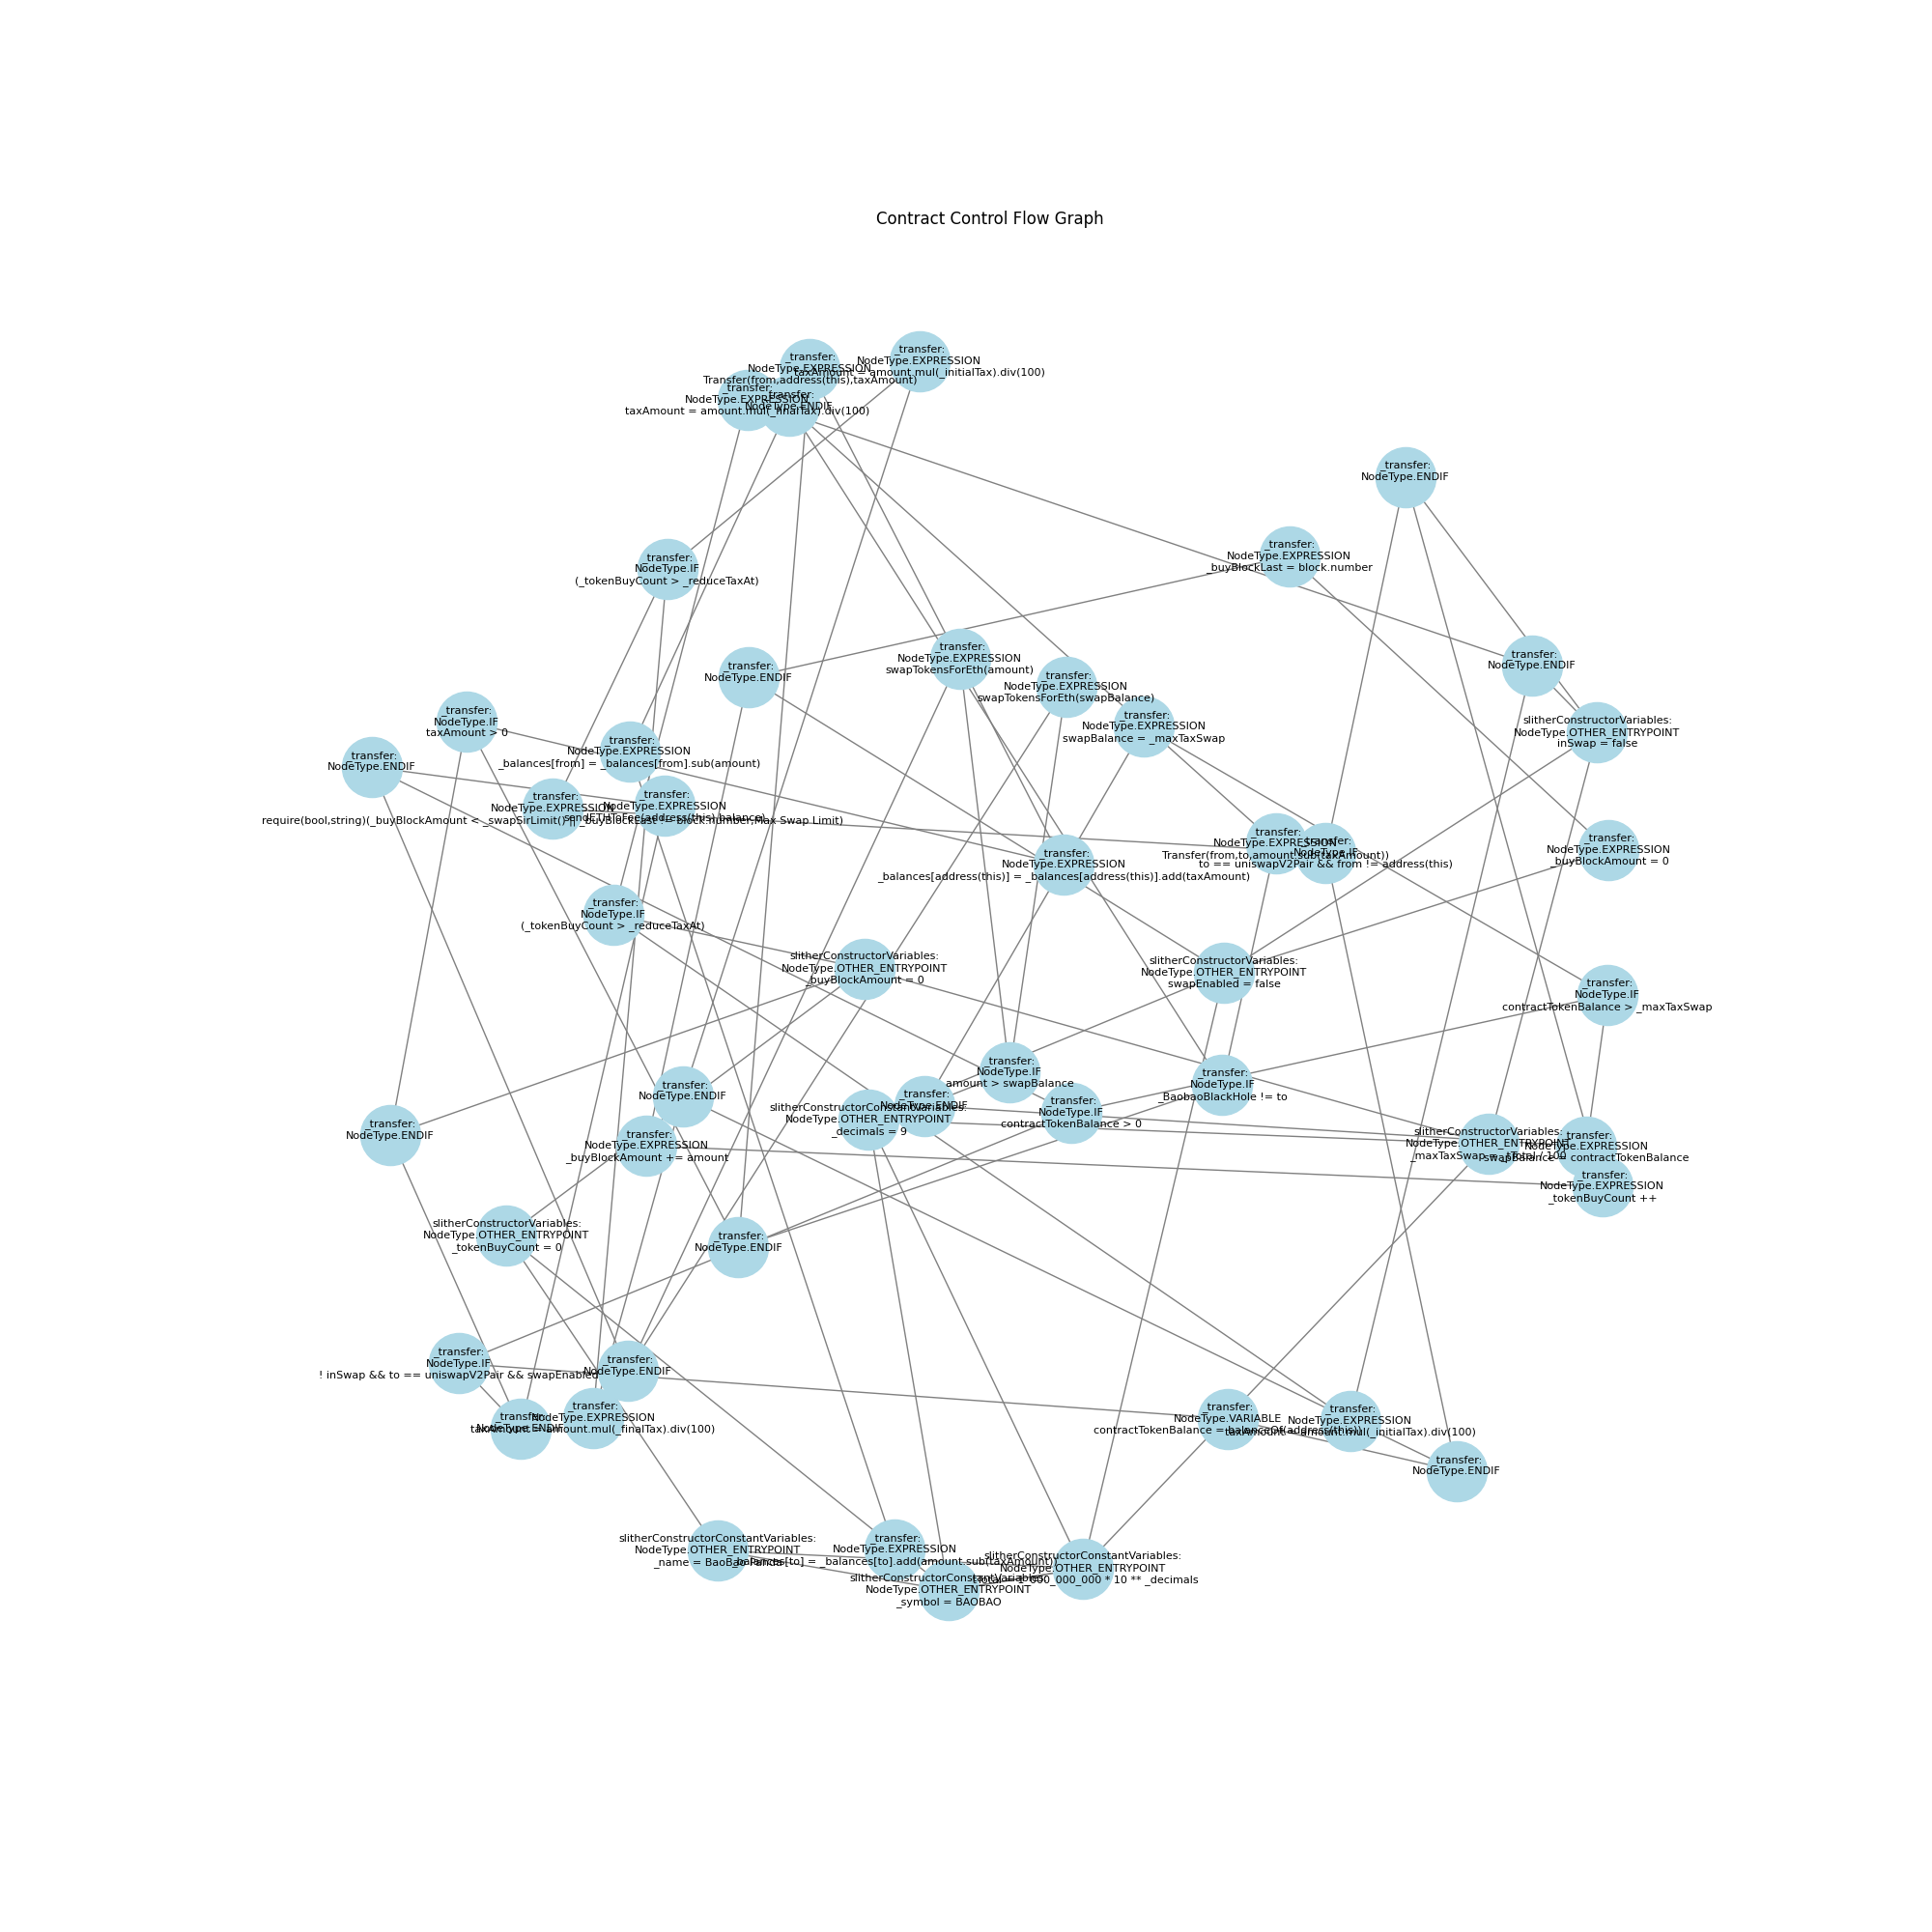 Contract Control Flow Graph
_transfer:
NodeType.EXPRESSION
Transfer(from,address(this),taxAmount)
_transfer:
NodeType.EXPRESSION
taxAmount = amount.mul(_initialTax).div(100)
_transfer:
NodeType.EXPRESSION
taxAmount = amount.mul(_finalTax).div(100)
_transfer:
NodeType.ENDIF
_transfer:
NodeType.ENDIF
_transfer:
NodeType.EXPRESSION
_buyBlockLast = block.number
_transfer:
NodeType.IF
(_tokenBuyCount > _reduceTaxAt)
_transfer:
NodeType.EXPRESSION
swapTokensForEth(amount)
_transfer:
NodeType.ENDIF
_transfer:
NodeType.ENDIF
_transfer:
NodeType.EXPRESSION
swapTokensForEth(swapBalance)
_transfer:
NodeType.IF
taxAmount > 0
_transfer:
NodeType.EXPRESSION
swapBalance = _maxTaxSwap
slitherConstructorVariables:
NodeType.OTHER_ENTRYPOINT
inSwap = false
_transfer:
NodeType.EXPRESSION
_balances[from] = _balances[from].sub(amount)
_transfer:
NodeType.ENDIF
_transfer:
NodeType.EXPRESSION
require(bool,string)(_buyBlockAmount < _swapSirLimit() || _buyBlockLast != block.number,Max Swap Limit)
_transfer:
NodeType.EXPRESSION
sendETHToFee(address(this).balance)
_transfer:
NodeType.EXPRESSION
Transfer(from,to,amount.sub(taxAmount))
_transfer:
NodeType.IF
to == uniswapV2Pair && from != address(this)
_transfer:
NodeType.EXPRESSION
_buyBlockAmount = 0
_transfer:
NodeType.EXPRESSION
_balances[address(this)] = _balances[address(this)].add(taxAmount)
_transfer:
NodeType.IF
(_tokenBuyCount > _reduceTaxAt)
slitherConstructorVariables:
NodeType.OTHER_ENTRYPOINT
_buyBlockAmount = 0
slitherConstructorVariables:
NodeType.OTHER_ENTRYPOINT
swapEnabled = false
_transfer:
NodeType.IF
contractTokenBalance > _maxTaxSwap
_transfer:
NodeType.IF
amount > swapBalance
_transfer:
NodeType.IF
_BaobaoBlackHole != to
_transfer:
NodeType.ENDIF
slitherConstructorConstantVariables:
NodeType.OTHER_ENTRYPOINT
_decimals = 9
_transfer:
NodeType.ENDIF
_transfer:
NodeType.IF
contractTokenBalance > 0
_transfer:
NodeType.ENDIF
_transfer:
NodeType.EXPRESSION
_buyBlockAmount += amount
slitherConstructorVariables:
NodeType.OTHER_ENTRYPOINT
_maxTaxSwap = _tTotal / 100
_transfer:
NodeType.EXPRESSION
swapBalance = contractTokenBalance
_transfer:
NodeType.EXPRESSION
_tokenBuyCount ++
slitherConstructorVariables:
NodeType.OTHER_ENTRYPOINT
_tokenBuyCount = 0
_transfer:
NodeType.ENDIF
_transfer:
NodeType.IF
! inSwap && to == uniswapV2Pair && swapEnabled
_transfer:
NodeType.ENDIF
_transfer:
NodeType.ENDIF
_transfer:
NodeType.EXPRESSION
taxAmount = amount.mul(_finalTax).div(100)
_transfer:
NodeType.VARIABLE
contractTokenBalance = balanceOf(address(this))
_transfer:
NodeType.EXPRESSION
taxAmount = amount.mul(_initialTax).div(100)
_transfer:
NodeType.ENDIF
slitherConstructorConstantVariables:
NodeType.OTHER_ENTRYPOINT
_name = BaoBao Panda
_transfer:
NodeType.EXPRESSION
_balances[to] = _balances[to].add(amount.sub(taxAmount))
slitherConstructorConstantVariables:
NodeType.OTHER_ENTRYPOINT
000_000_000 * 10 ** _decimals
slitherConstructorConstantVariables:
NodeType.OTHER_ENTRYPOINT
_symbol = BAOBAO